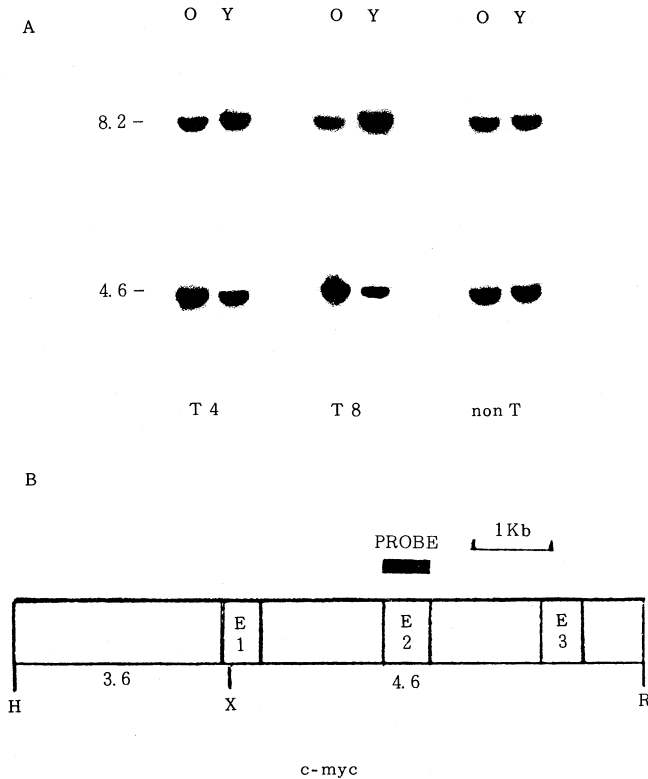 A
O Y O Y O Y
8.2 -
4.6 -
T 4 T 8 non T
B
1Kb
PROBE
E 1
E 2
E 3
3.6
4.6
H X R
c-myc